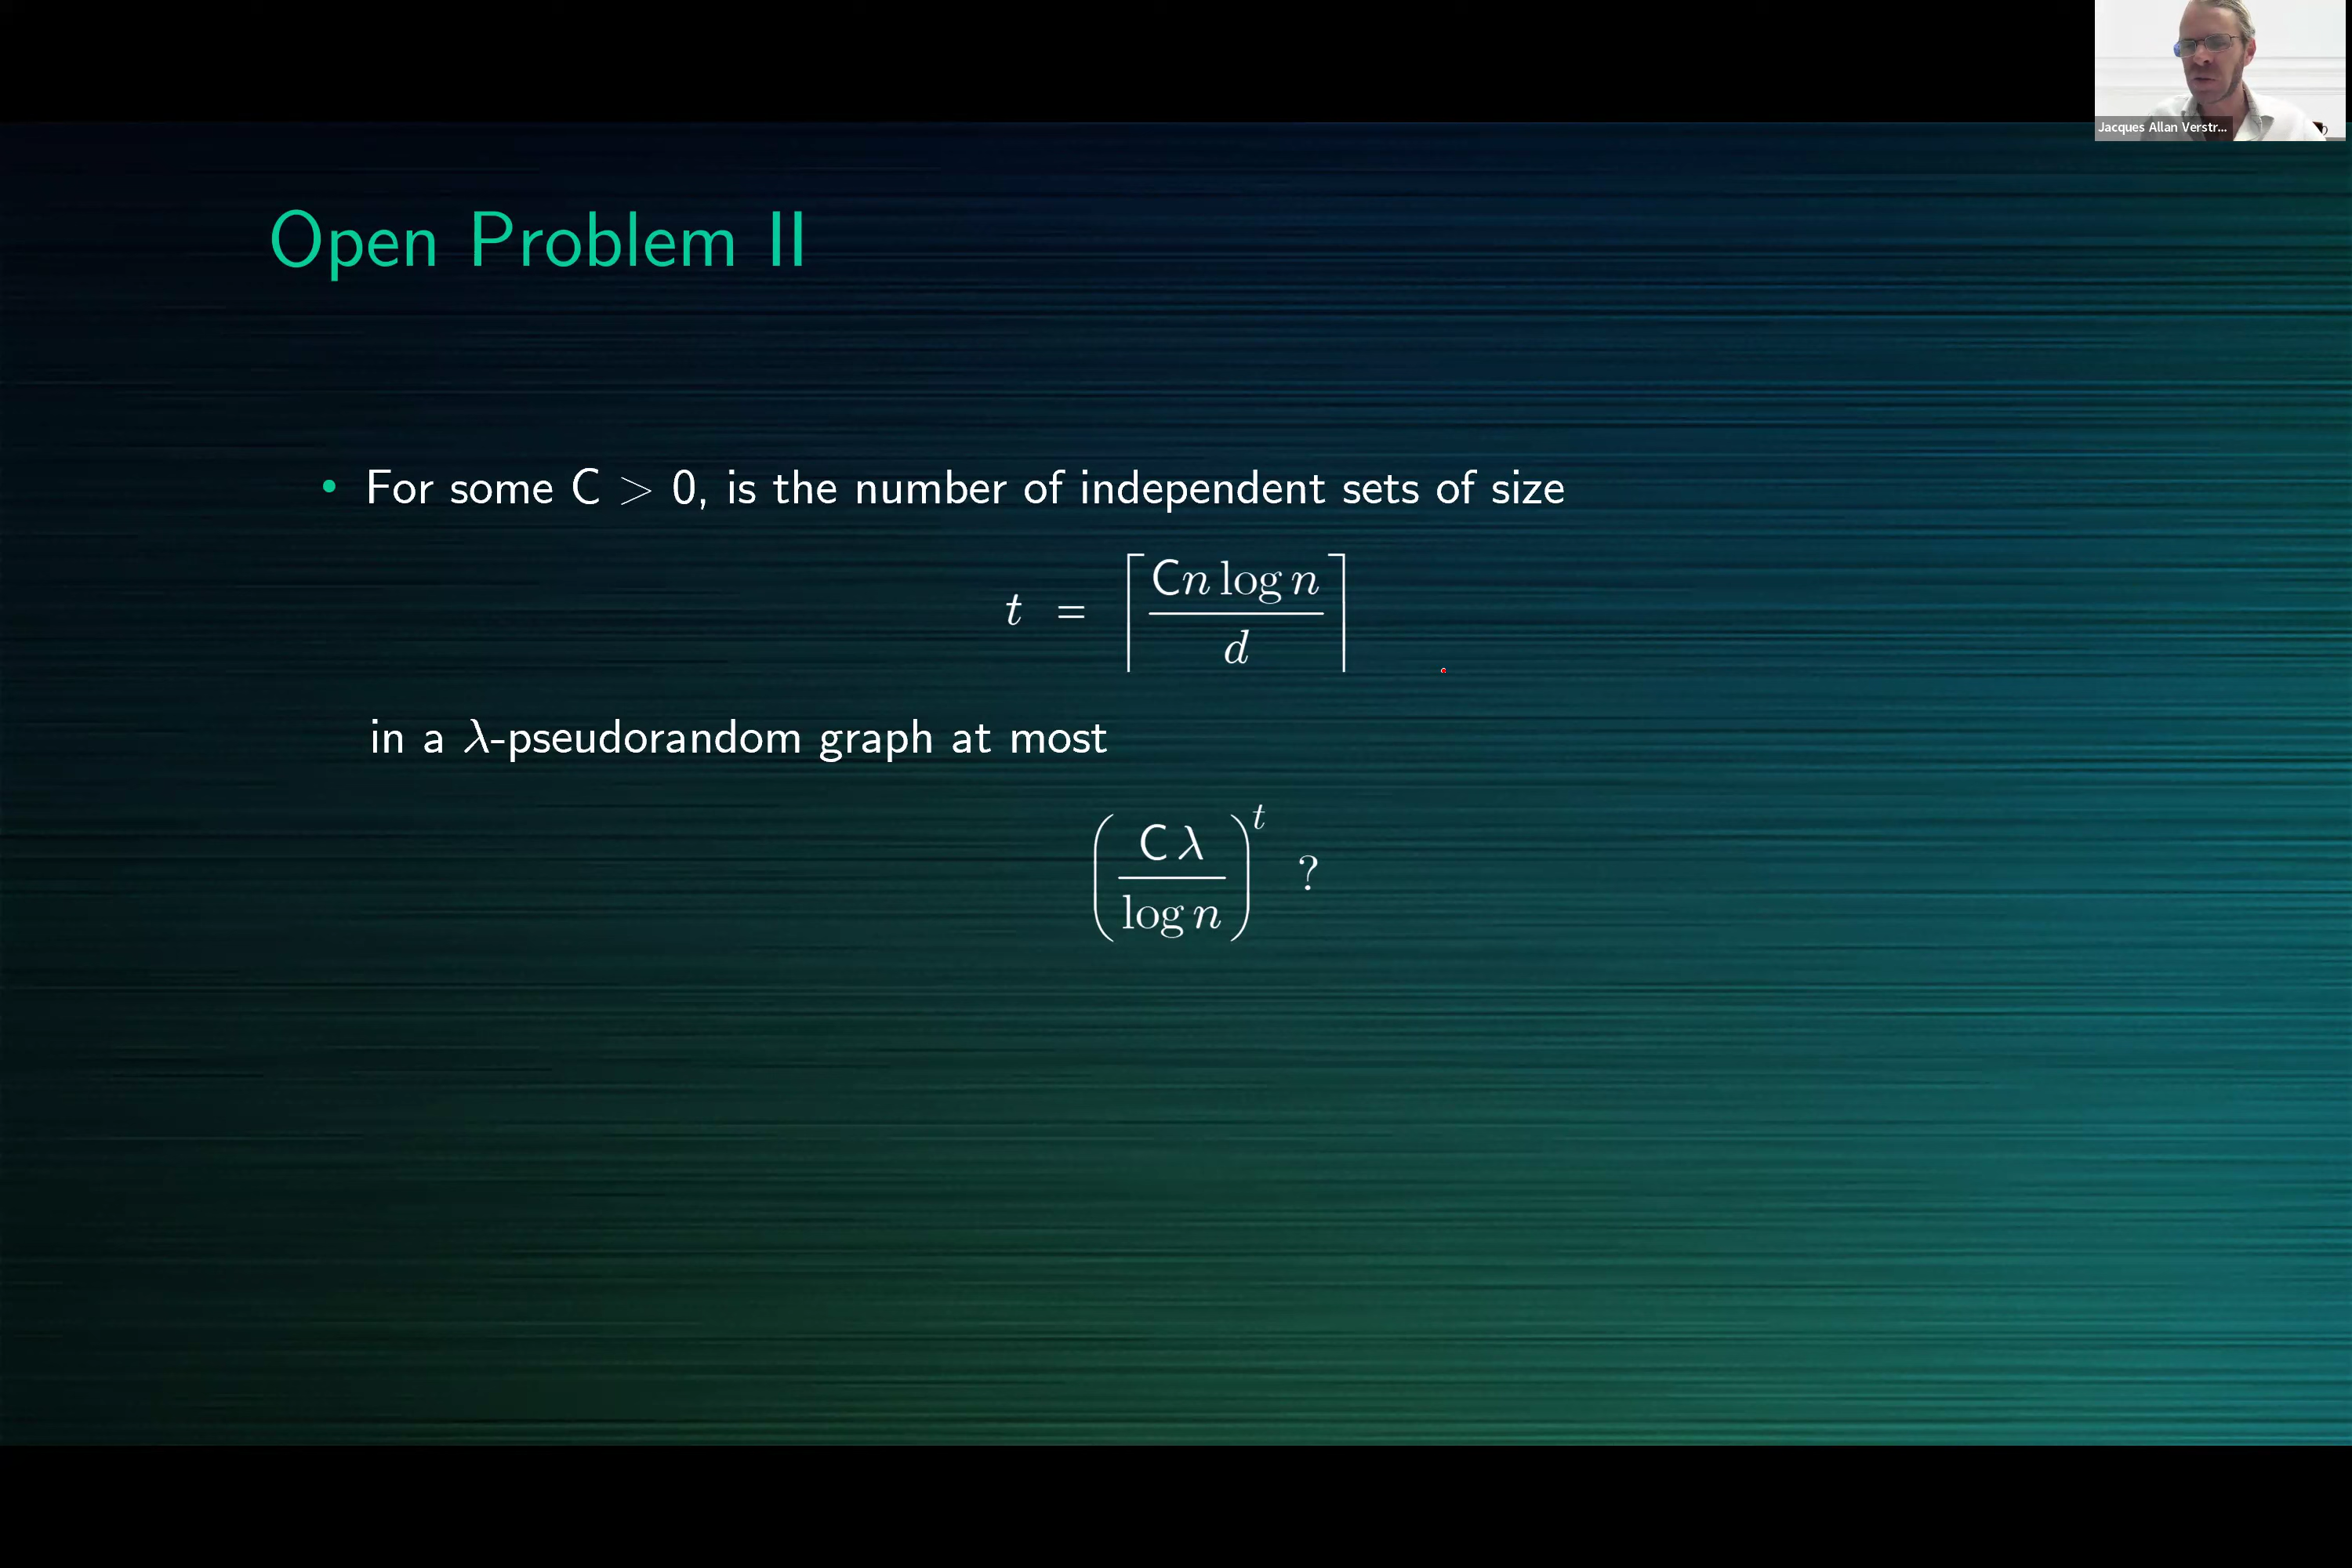 Jacques Allan Verstr...
Open Problem II
• For some C > 0, is the number of independent sets of size
t = ⌈ Cn log n / d ⌉
in a λ-pseudorandom graph at most
( C λ / log n )^t ?